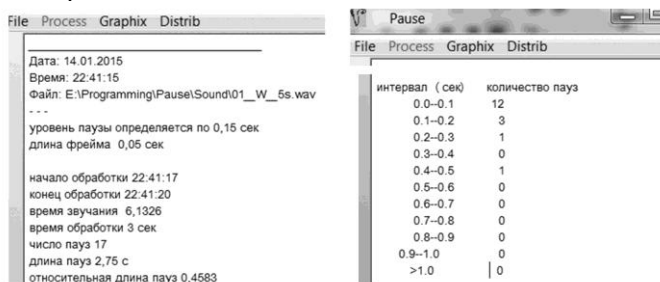 File Process Graphix Distrib
Дата: 14.01.2015
Время: 22:41:15
Файл: E:\Programming\Pause\Sound\01__W__5s.wav
- - -
уровень паузы определяется по 0,15 сек
длина фрейма 0,05 сек
начало обработки 22:41:17
конец обработки 22:41:20
время звучания 6,1326
время обработки 3 сек
число пауз 17
длина пауз 2,75 с
относительная длина пауз 0,4583
Pause
File Process Graphix Distrib
интервал ( сек) количество пауз
0.0--0.1 12
0.1--0.2 3
0.2--0.3 1
0.3--0.4 0
0.4--0.5 1
0.5--0.6 0
0.6--0.7 0
0.7--0.8 0
0.8--0.9 0
0.9--1.0 0
>1.0 0